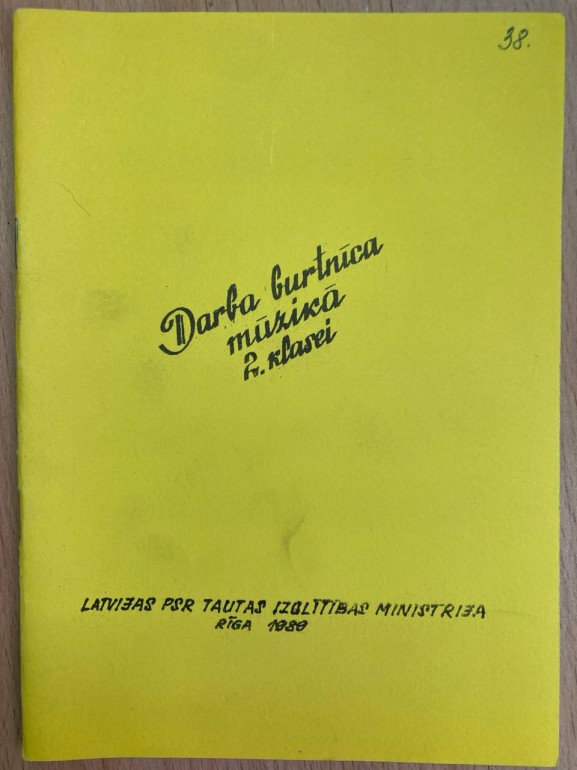 38.
Darba burtnīca
mūzikā
2. klasei
LATVIJAS PSR TAUTAS IZGLĪTĪBAS MINISTRIJA
RĪGA 1989